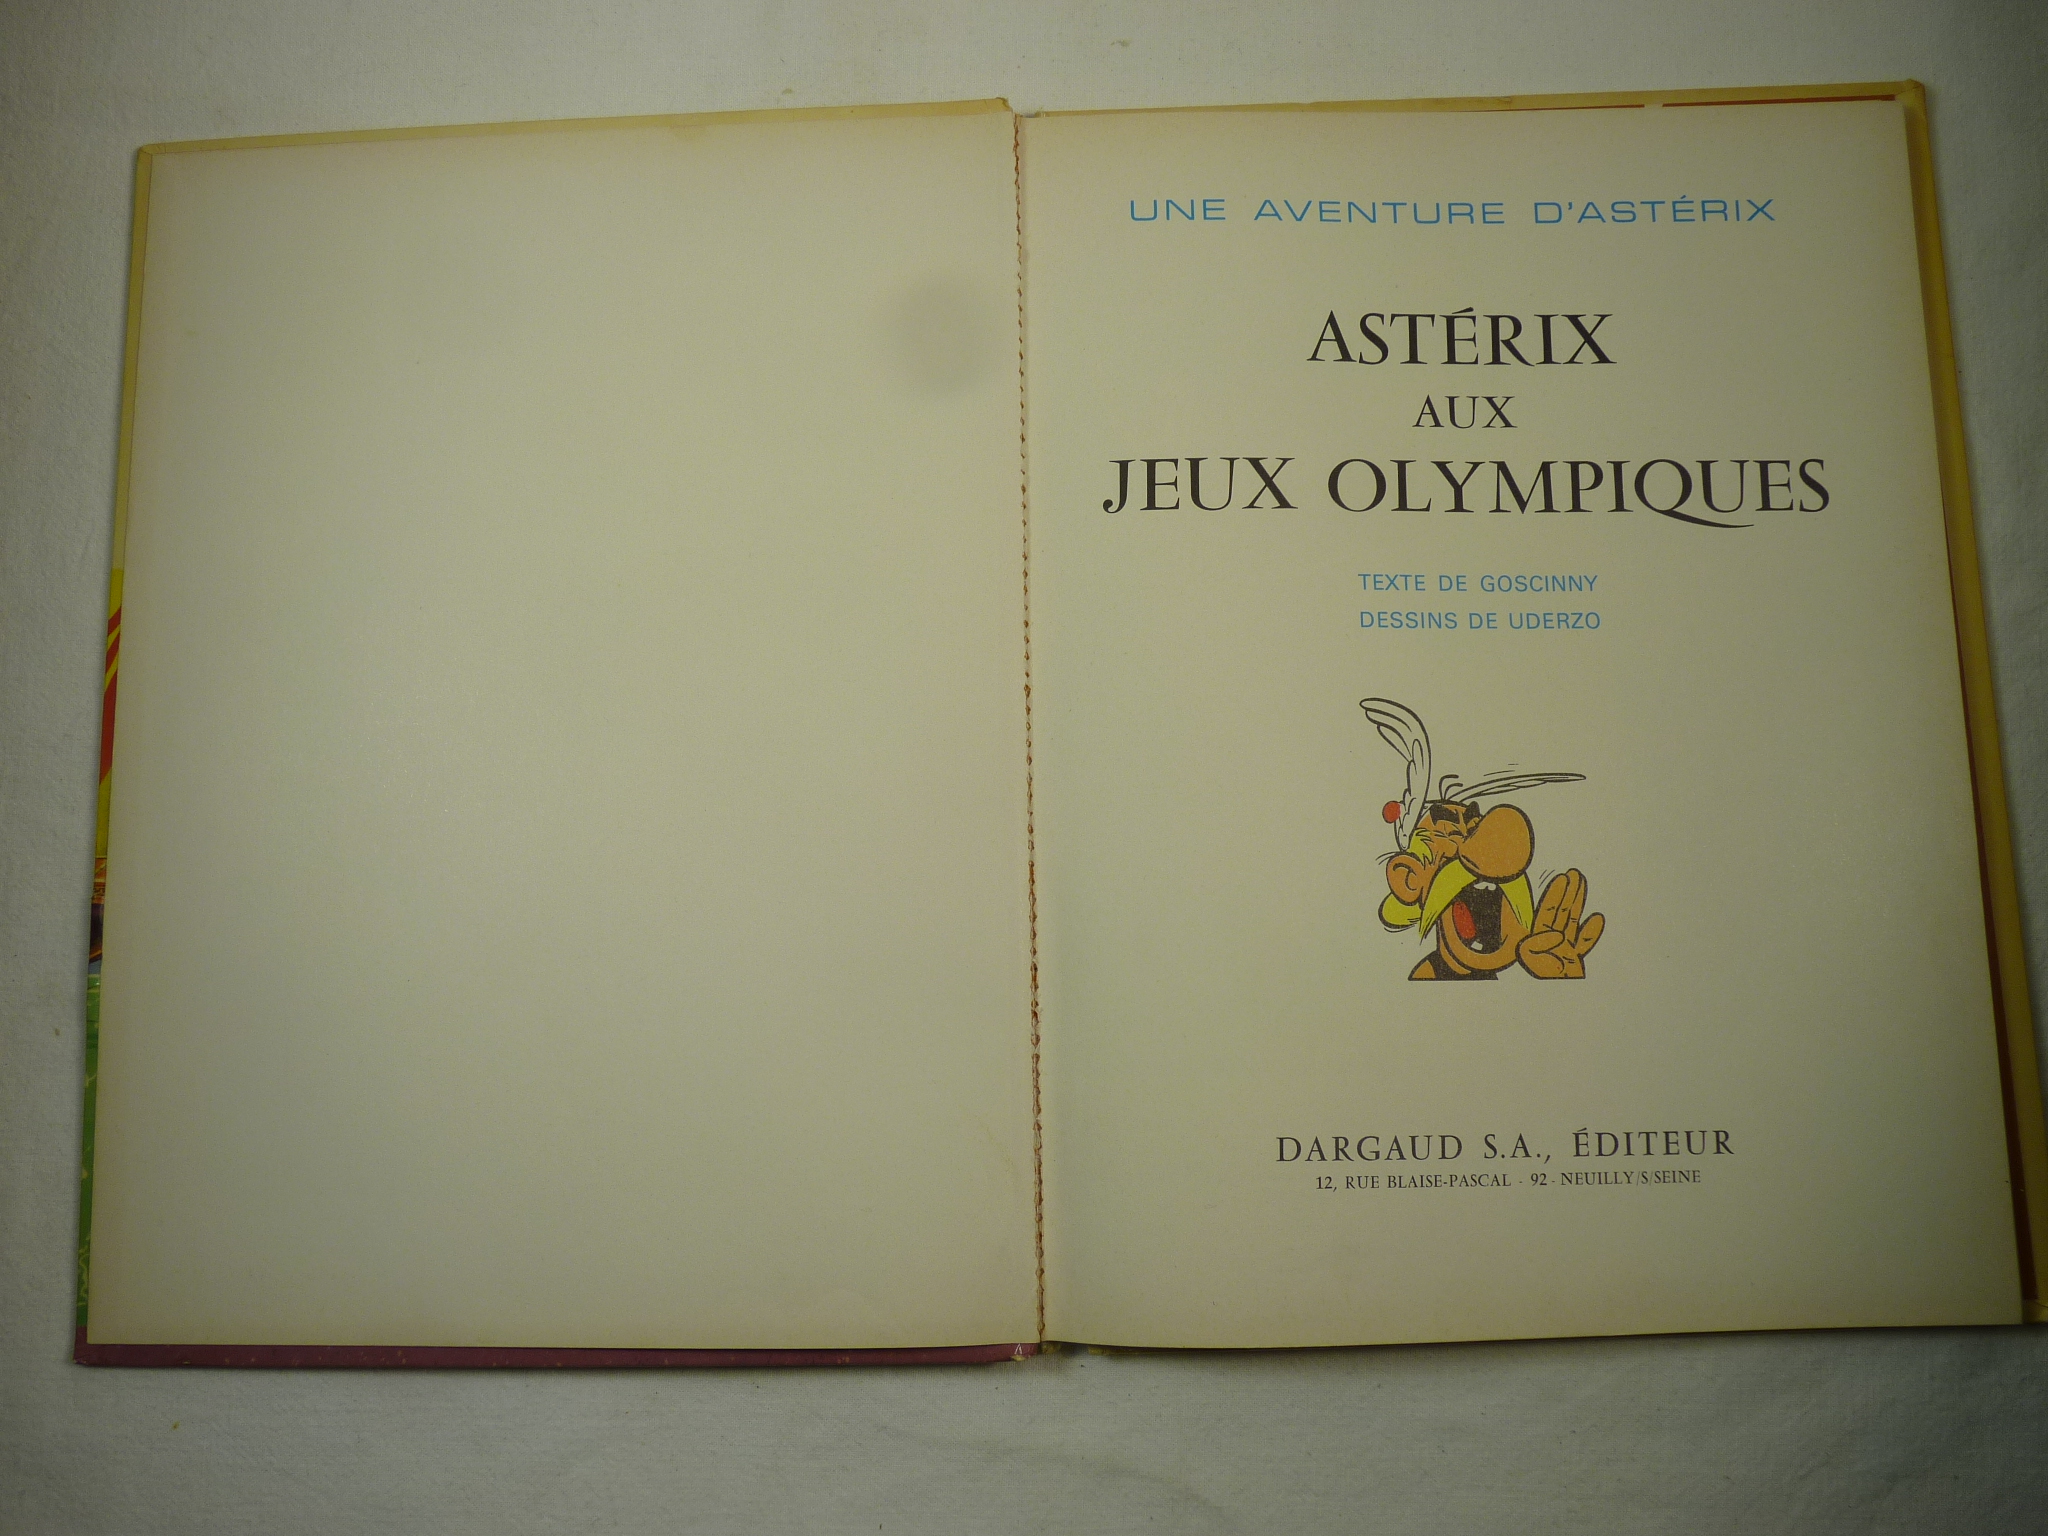 UNE AVENTURE D'ASTÉRIX
ASTÉRIX
AUX
JEUX OLYMPIQUES
TEXTE DE GOSCINNY
DESSINS DE UDERZO
DARGAUD S.A., ÉDITEUR
12, RUE BLAISE-PASCAL - 92 - NEUILLY/S/SEINE